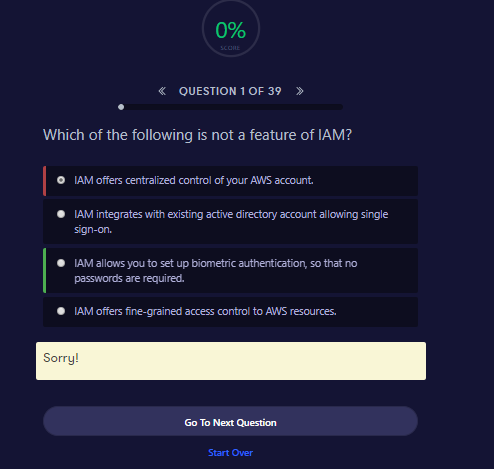 0%
SCORE
« QUESTION 1 OF 39 »
Which of the following is not a feature of IAM?
IAM offers centralized control of your AWS account.
IAM integrates with existing active directory account allowing single
sign-on.
IAM allows you to set up biometric authentication, so that no
passwords are required.
IAM offers fine-grained access control to AWS resources.
Sorry!
Go To Next Question
Start Over